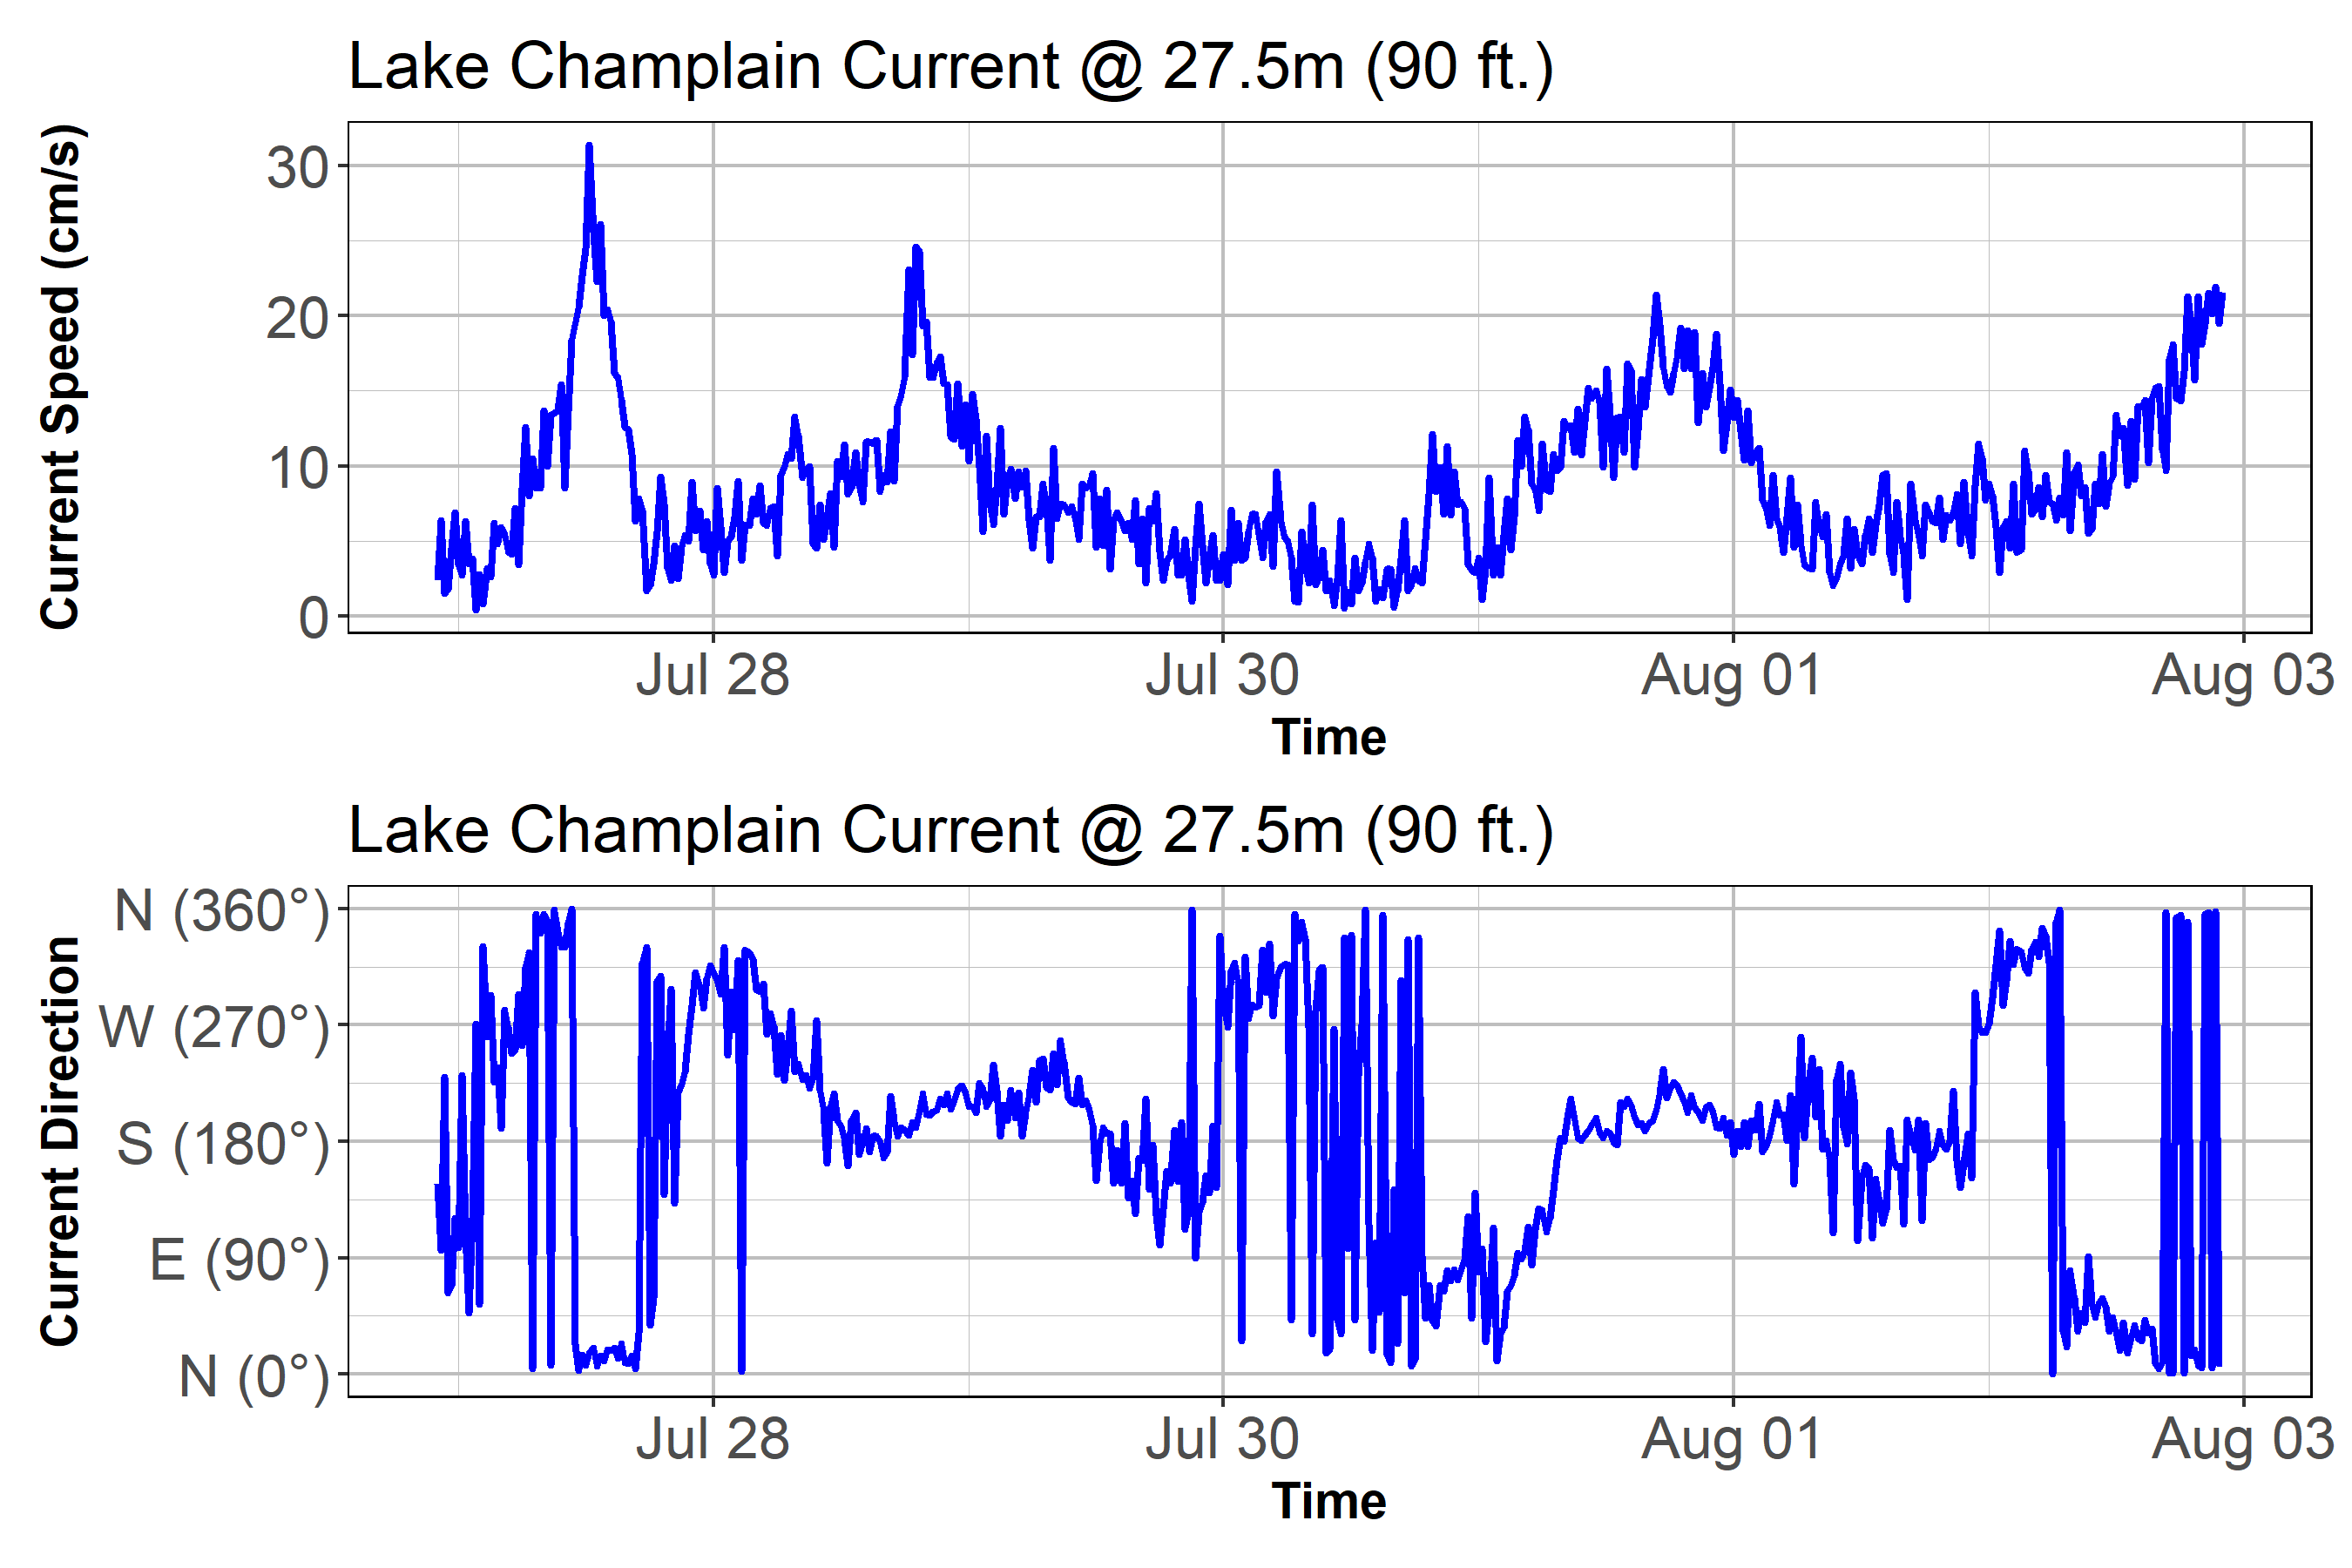 Lake Champlain Current @ 27.5m (90 ft.)
Current Speed (cm/s)
30
20
10
0
Jul 28 Jul 30 Aug 01 Aug 03
Time
Lake Champlain Current @ 27.5m (90 ft.)
Current Direction
N (360°)
W (270°)
S (180°)
E (90°)
N (0°)
Jul 28 Jul 30 Aug 01 Aug 03
Time